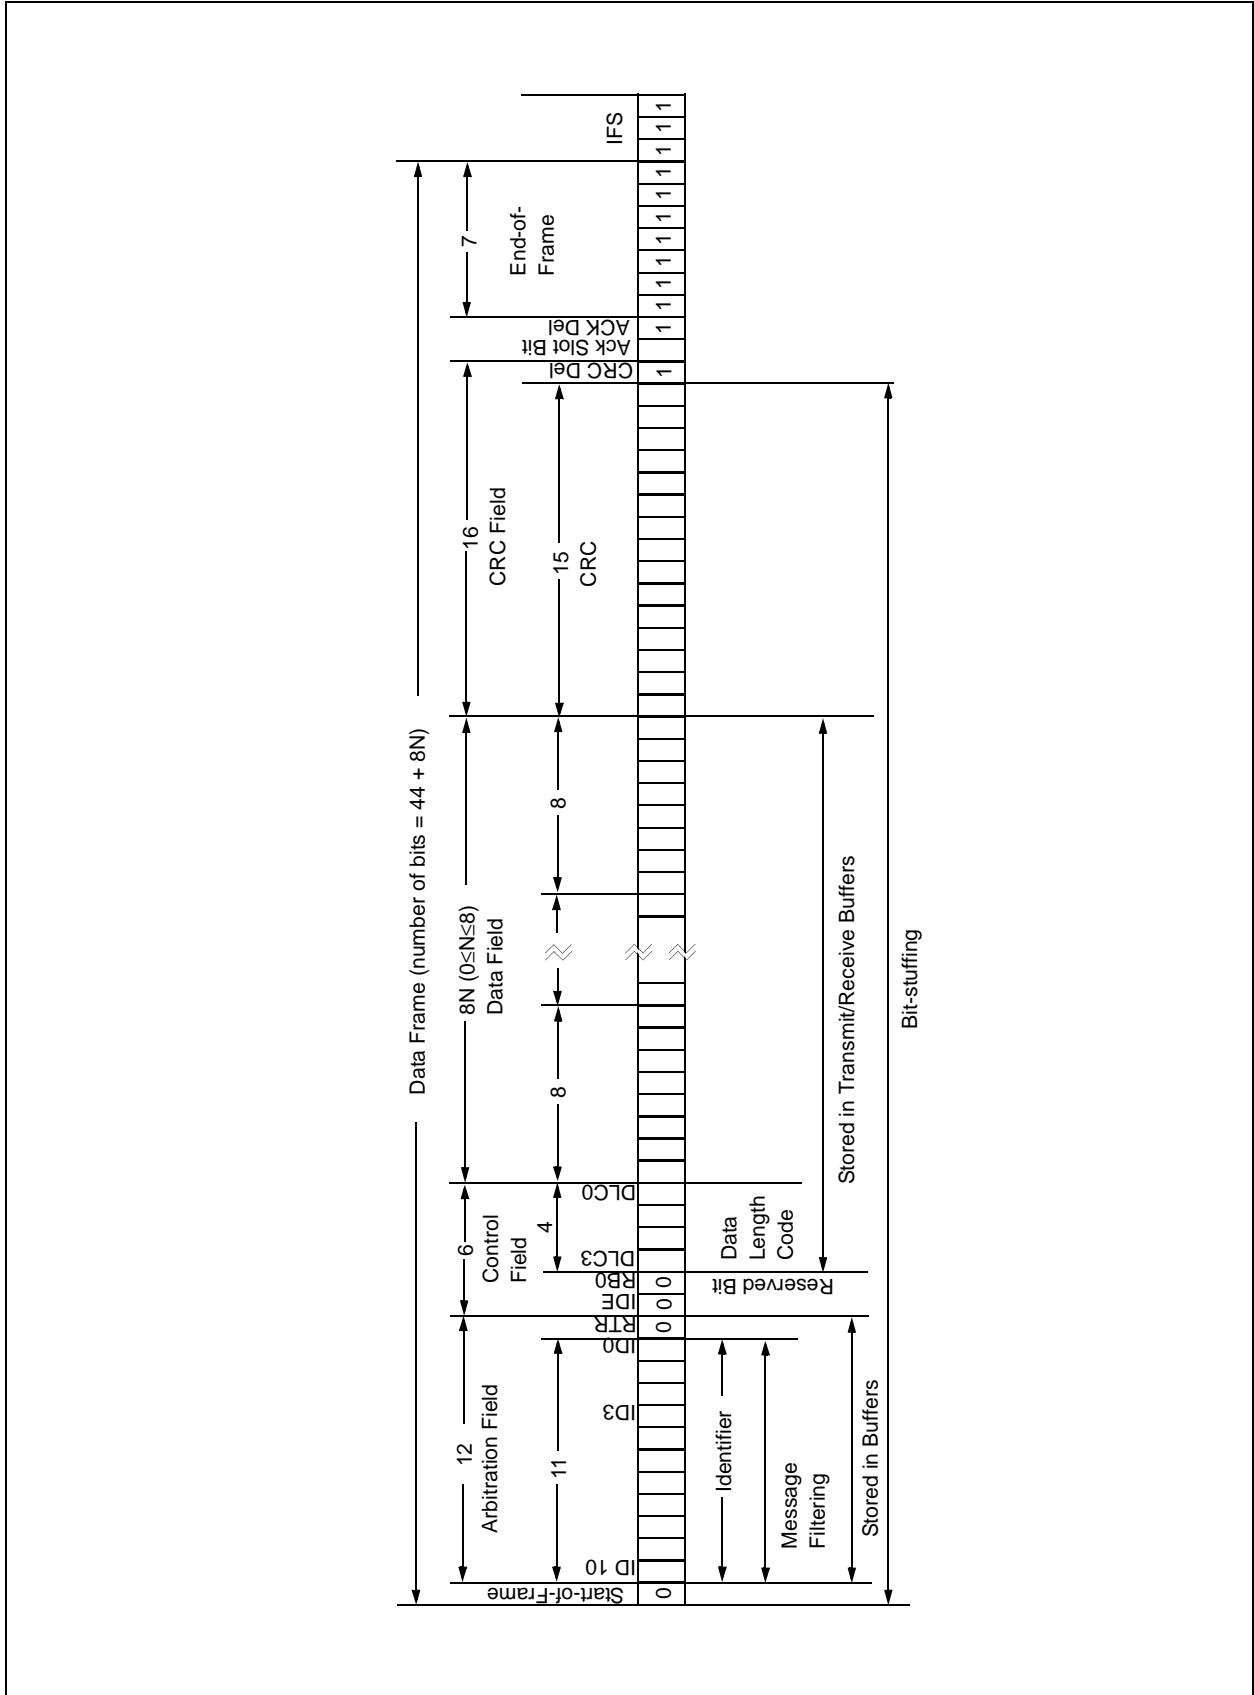 Data Frame (number of bits = 44 + 8N)
12
Arbitration Field
6
Control
Field
8N (0≤N≤8)
Data Field
16
CRC Field
7
End-of-
Frame
IFS
11
4
8
8
15
CRC
Start-of-Frame
ID 10
ID3
ID0
RTR
IDE
RB0
DLC3
DLC0
CRC Del
Ack Slot Bit
ACK Del
0
0
0
0
1
1
1
1
1
1
1
1
1
1
1
1
Identifier
Message
Filtering
Stored in Buffers
Reserved Bit
Data
Length
Code
Stored in Transmit/Receive Buffers
Bit-stuffing